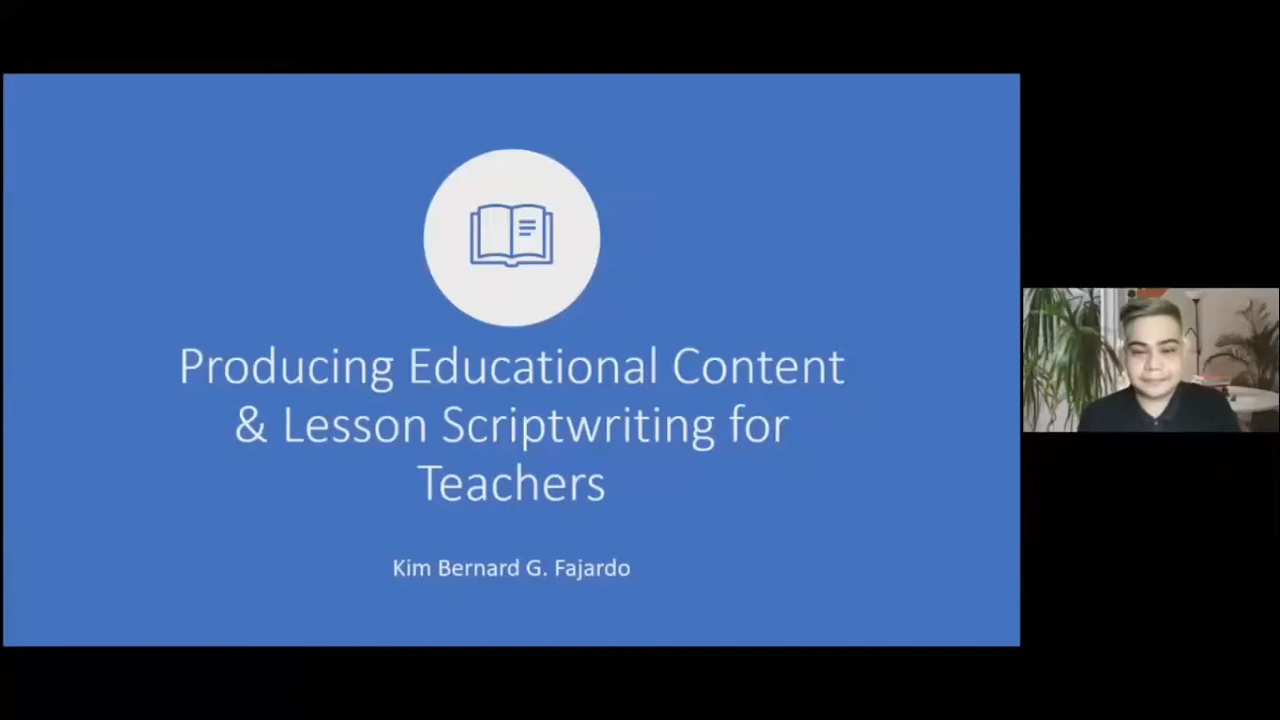 Producing Educational Content
& Lesson Scriptwriting for
Teachers
Kim Bernard G. Fajardo